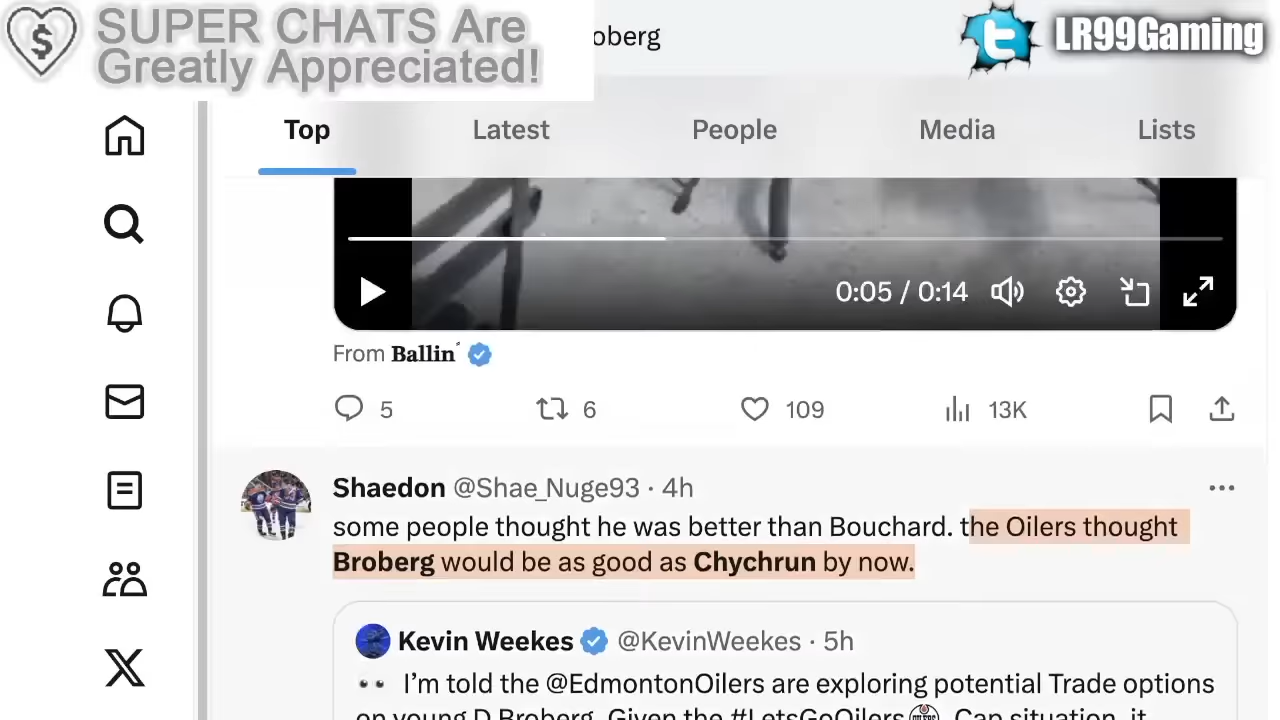 SUPER CHATS Are
Greatly Appreciated!
oberg
LR99Gaming
Top Latest People Media Lists
0:05 / 0:14
From Ballin
5 6 109 13K
Shaedon @Shae_Nuge93 · 4h
some people thought he was better than Bouchard. the Oilers thought
Broberg would be as good as Chychrun by now.
Kevin Weekes @KevinWeekes · 5h
👀 I’m told the @EdmontonOilers are exploring potential Trade options
on young D Broberg. Given the #LetsGoOilers Cap situation, it